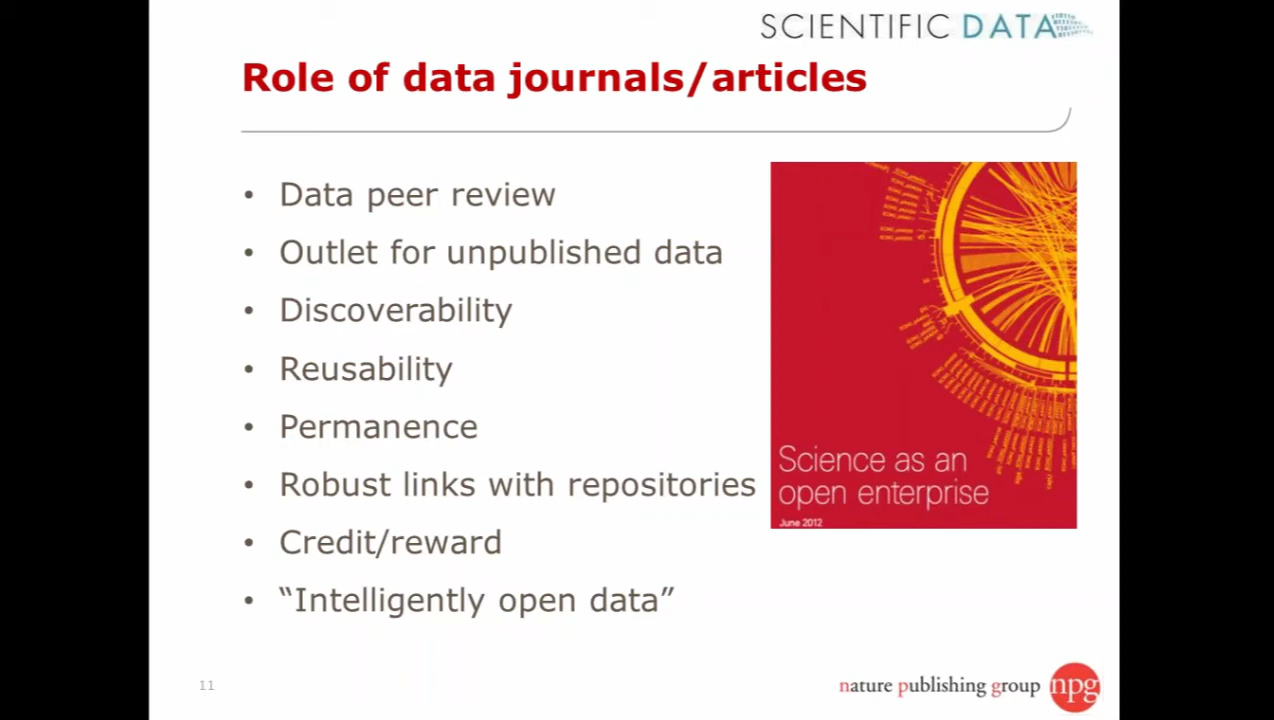 SCIENTIFIC DATA
Role of data journals/articles
• Data peer review
• Outlet for unpublished data
• Discoverability
• Reusability
• Permanence
• Robust links with repositories
• Credit/reward
• “Intelligently open data”
Science as an
open enterprise
June 2012
11
nature publishing group npg